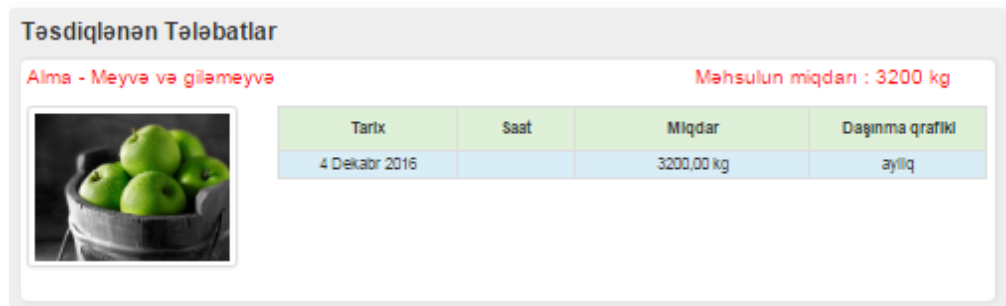 Təsdiqlənən Tələbatlar
Alma - Meyvə və giləmeyvə
Məhsulun miqdarı : 3200 kg
Tarix Saat Miqdar Daşınma qrafiki
4 Dekabr 2016 3200,00 kg aylıq